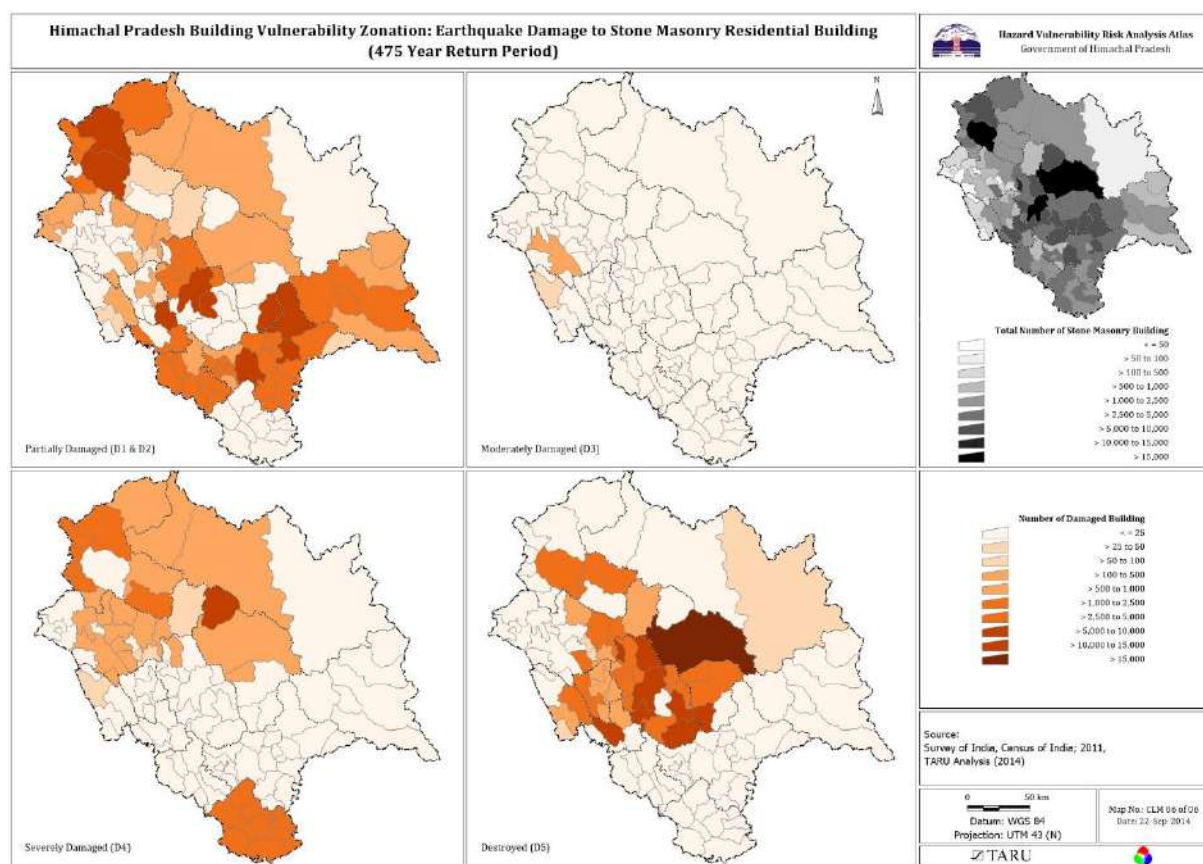 Himachal Pradesh Building Vulnerability Zonation: Earthquake Damage to Stone Masonry Residential Building
(475 Year Return Period)
Hazard Vulnerability Risk Analysis Atlas
Government of Himachal Pradesh
N
Partially Damaged (D1 & D2)
Moderately Damaged (D3)
Total Number of Stone Masonry Building
< = 50
> 50 to 100
> 100 to 500
> 500 to 1,000
> 1,000 to 2,500
> 2,500 to 5,000
> 5,000 to 10,000
> 10,000 to 15,000
> 15,000
Severely Damaged (D4)
Destroyed (D5)
Number of Damaged Building
< = 25
> 25 to 50
> 50 to 100
> 100 to 500
> 500 to 1,000
> 1,000 to 2,500
> 2,500 to 5,000
> 5,000 to 10,000
> 10,000 to 15,000
> 15,000
Source:
Survey of India, Census of India; 2011,
TARU Analysis (2014)
0 50 km
Datum: WGS 84
Projection: UTM 43 (N)
Map No.: CLM 06 of 06
Date: 22-Sep-2014
TARU